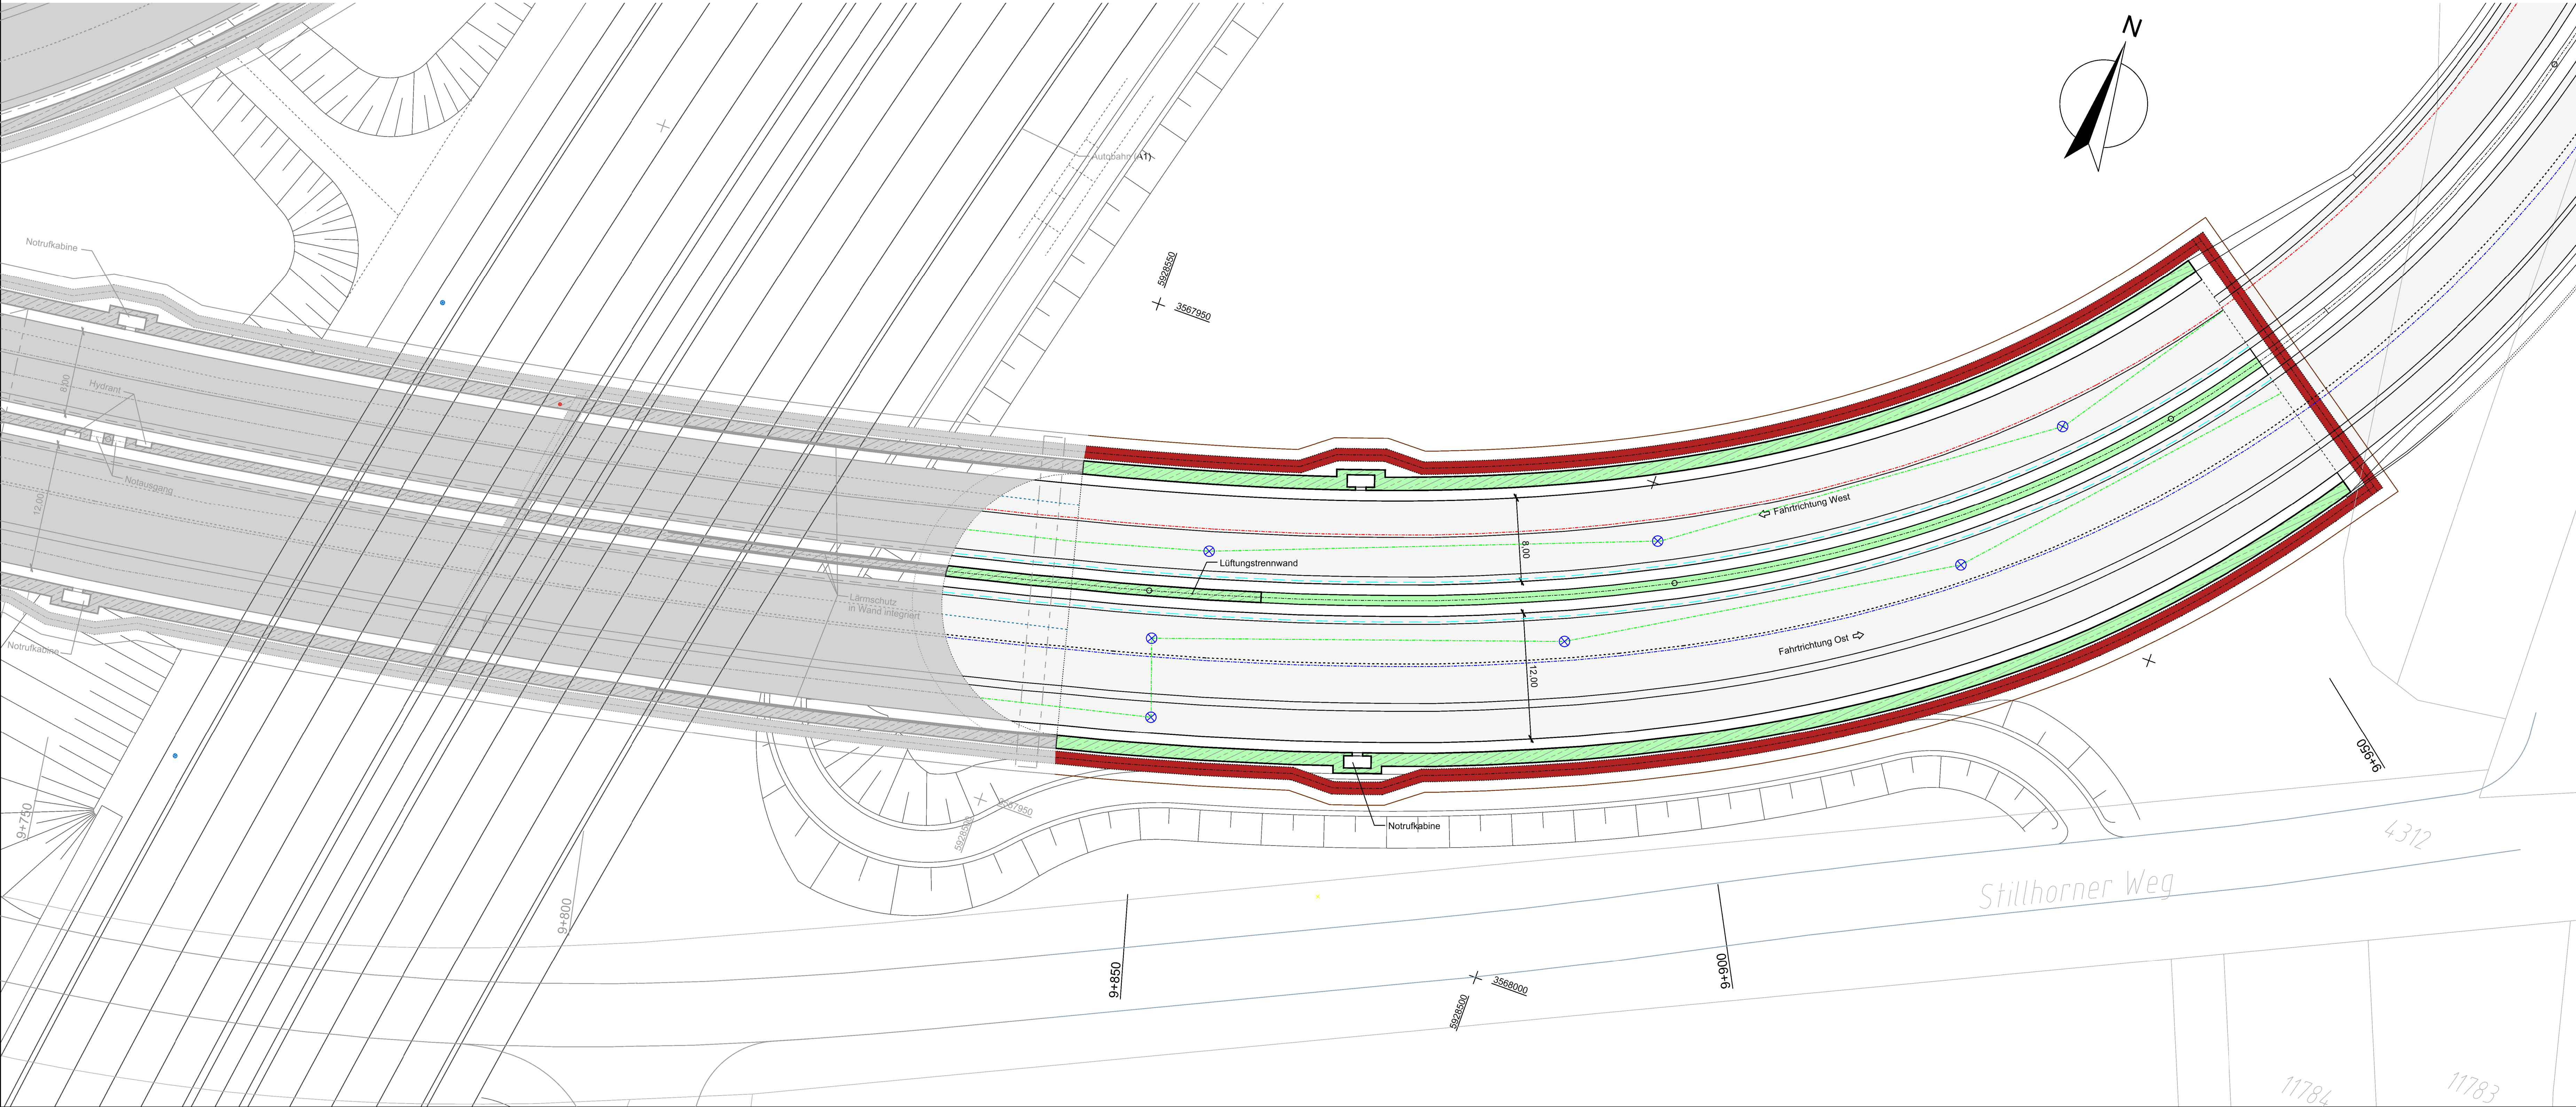 N
Autobahn (A1)
Notrufkabine
5928550
3567950
8,00
Hydrant
Notausgang
12,00
Fahrtrichtung West
8,00
Lüftungstrennwand
Lärmschutz
in Wand integriert
Fahrtrichtung Ost
12,00
Notrufkabine
9+950
9+750
3567950
5928500
Notrufkabine
4312
Stillhorner Weg
9+800
9+850
9+900
3568000
5928500
11784
11783